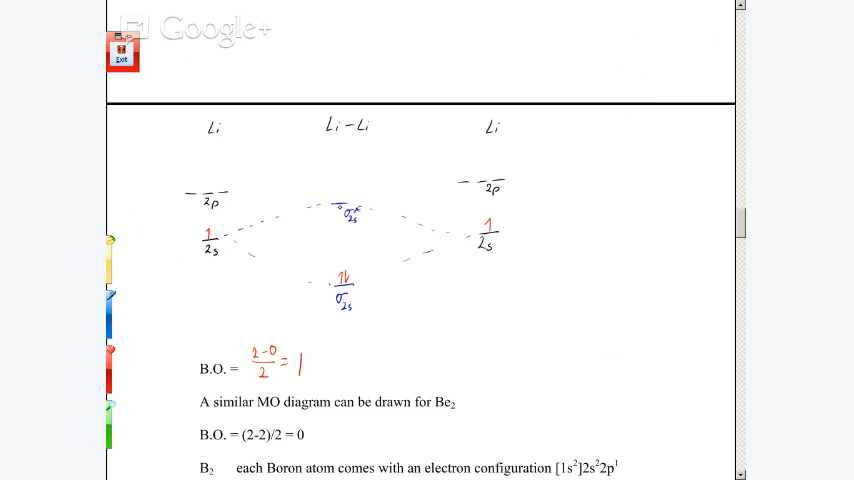 Google+
Exit
Li Li–Li Li
2p 2p
σ*2s
1 1
2s 2s
1↿⇂
σ2s
B.O. = 2–0/2 = 1
A similar MO diagram can be drawn for Be₂
B.O. = (2-2)/2 = 0
B₂ each Boron atom comes with an electron configuration [1s²]2s²2p¹